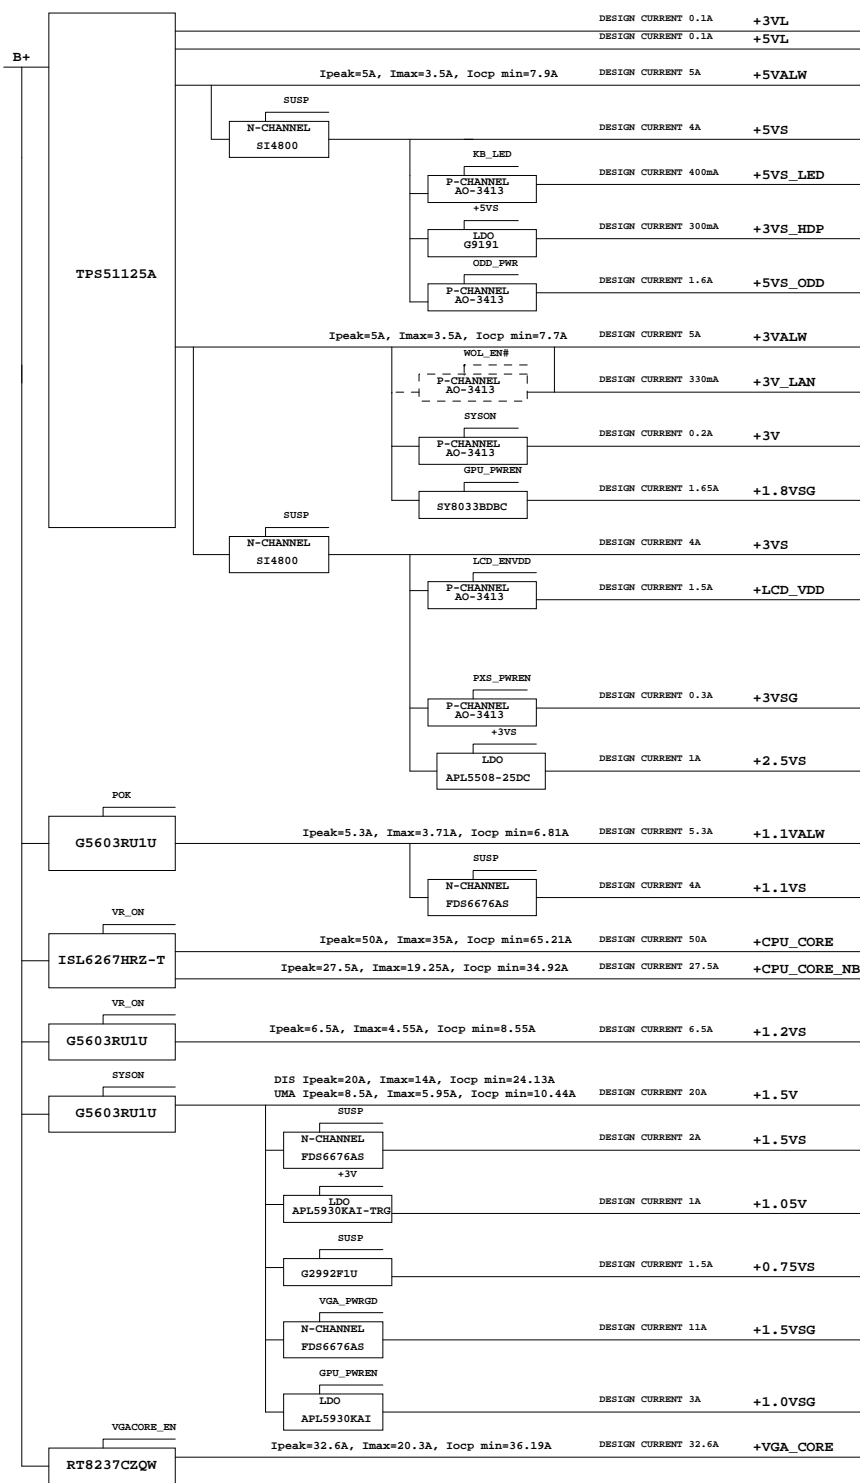 DESIGN CURRENT 0.1A +3VL
DESIGN CURRENT 0.1A +5VL
B+
Ipeak=5A, Imax=3.5A, Iocp min=7.9A DESIGN CURRENT 5A +5VALW
SUSP
N-CHANNEL
SI4800
DESIGN CURRENT 4A +5VS
KB_LED
P-CHANNEL
AO-3413
DESIGN CURRENT 400mA +5VS_LED
+5VS
LDO
G9191
DESIGN CURRENT 300mA +3VS_HDP
TPS51125A
ODD_PWR
P-CHANNEL
AO-3413
DESIGN CURRENT 1.6A +5VS_ODD
Ipeak=5A, Imax=3.5A, Iocp min=7.7A DESIGN CURRENT 5A +3VALW
WOL_EN#
P-CHANNEL
AO-3413
DESIGN CURRENT 330mA +3V_LAN
SYSON
P-CHANNEL
AO-3413
DESIGN CURRENT 0.2A +3V
GPU_PWREN
SY8033BDBC
DESIGN CURRENT 1.65A +1.8VSG
SUSP
N-CHANNEL
SI4800
DESIGN CURRENT 4A +3VS
LCD_ENVDD
P-CHANNEL
AO-3413
DESIGN CURRENT 1.5A +LCD_VDD
PXS_PWREN
P-CHANNEL
AO-3413
DESIGN CURRENT 0.3A +3VSG
+3VS
LDO
APL5508-25DC
DESIGN CURRENT 1A +2.5VS
POK
G5603RU1U
Ipeak=5.3A, Imax=3.71A, Iocp min=6.81A DESIGN CURRENT 5.3A +1.1VALW
SUSP
N-CHANNEL
FDS6676AS
DESIGN CURRENT 4A +1.1VS
VR_ON
ISL6267HRZ-T
Ipeak=50A, Imax=35A, Iocp min=65.21A DESIGN CURRENT 50A +CPU_CORE
Ipeak=27.5A, Imax=19.25A, Iocp min=34.92A DESIGN CURRENT 27.5A +CPU_CORE_NB
VR_ON
G5603RU1U
Ipeak=6.5A, Imax=4.55A, Iocp min=8.55A DESIGN CURRENT 6.5A +1.2VS
SYSON
G5603RU1U
DIS Ipeak=20A, Imax=14A, Iocp min=24.13A
UMA Ipeak=8.5A, Imax=5.95A, Iocp min=10.44A DESIGN CURRENT 20A +1.5V
SUSP
N-CHANNEL
FDS6676AS
DESIGN CURRENT 2A +1.5VS
+3V
LDO
APL5930KAI-TRG
DESIGN CURRENT 1A +1.05V
SUSP
G2992F1U
DESIGN CURRENT 1.5A +0.75VS
VGA_PWRGD
N-CHANNEL
FDS6676AS
DESIGN CURRENT 11A +1.5VSG
GPU_PWREN
LDO
APL5930KAI
DESIGN CURRENT 3A +1.0VSG
VGACORE_EN
RT8237CZQW
Ipeak=32.6A, Imax=20.3A, Iocp min=36.19A DESIGN CURRENT 32.6A +VGA_CORE